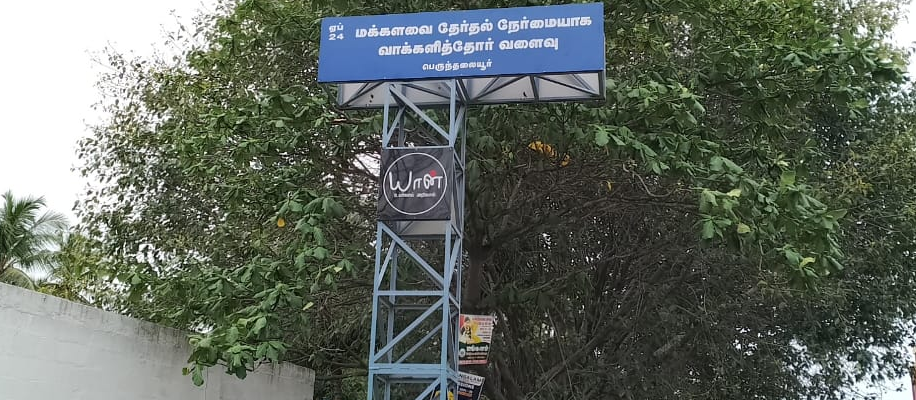 ஏப் 24
மக்களவை தேர்தல் நேர்மையாக
வாக்களித்தோர் வளைவு
பெருந்தலையூர்
யான்